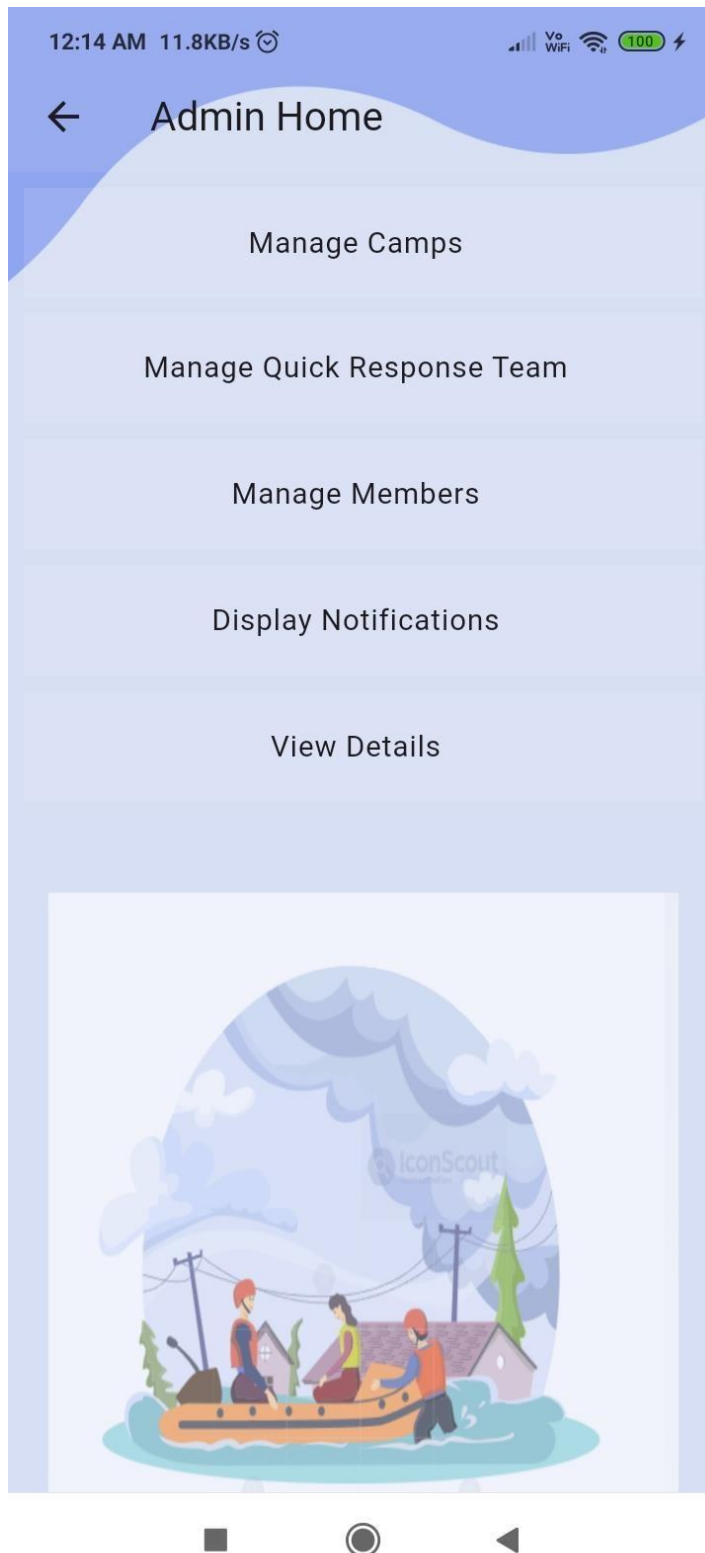 12:14 AM 11.8KB/s Vo WiFi 100
Admin Home
Manage Camps
Manage Quick Response Team
Manage Members
Display Notifications
View Details
IconScout